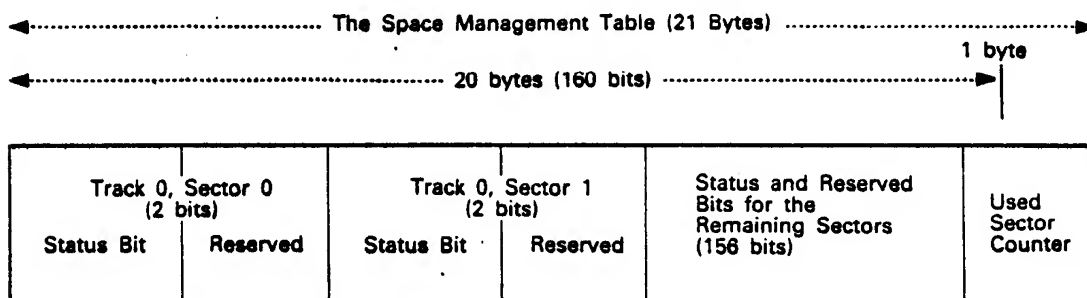 The Space Management Table (21 Bytes)
1 byte
20 bytes (160 bits)
Track 0, Sector 0
(2 bits)
Status Bit
Reserved
Track 0, Sector 1
(2 bits)
Status Bit
Reserved
Status and Reserved
Bits for the
Remaining Sectors
(156 bits)
Used
Sector
Counter